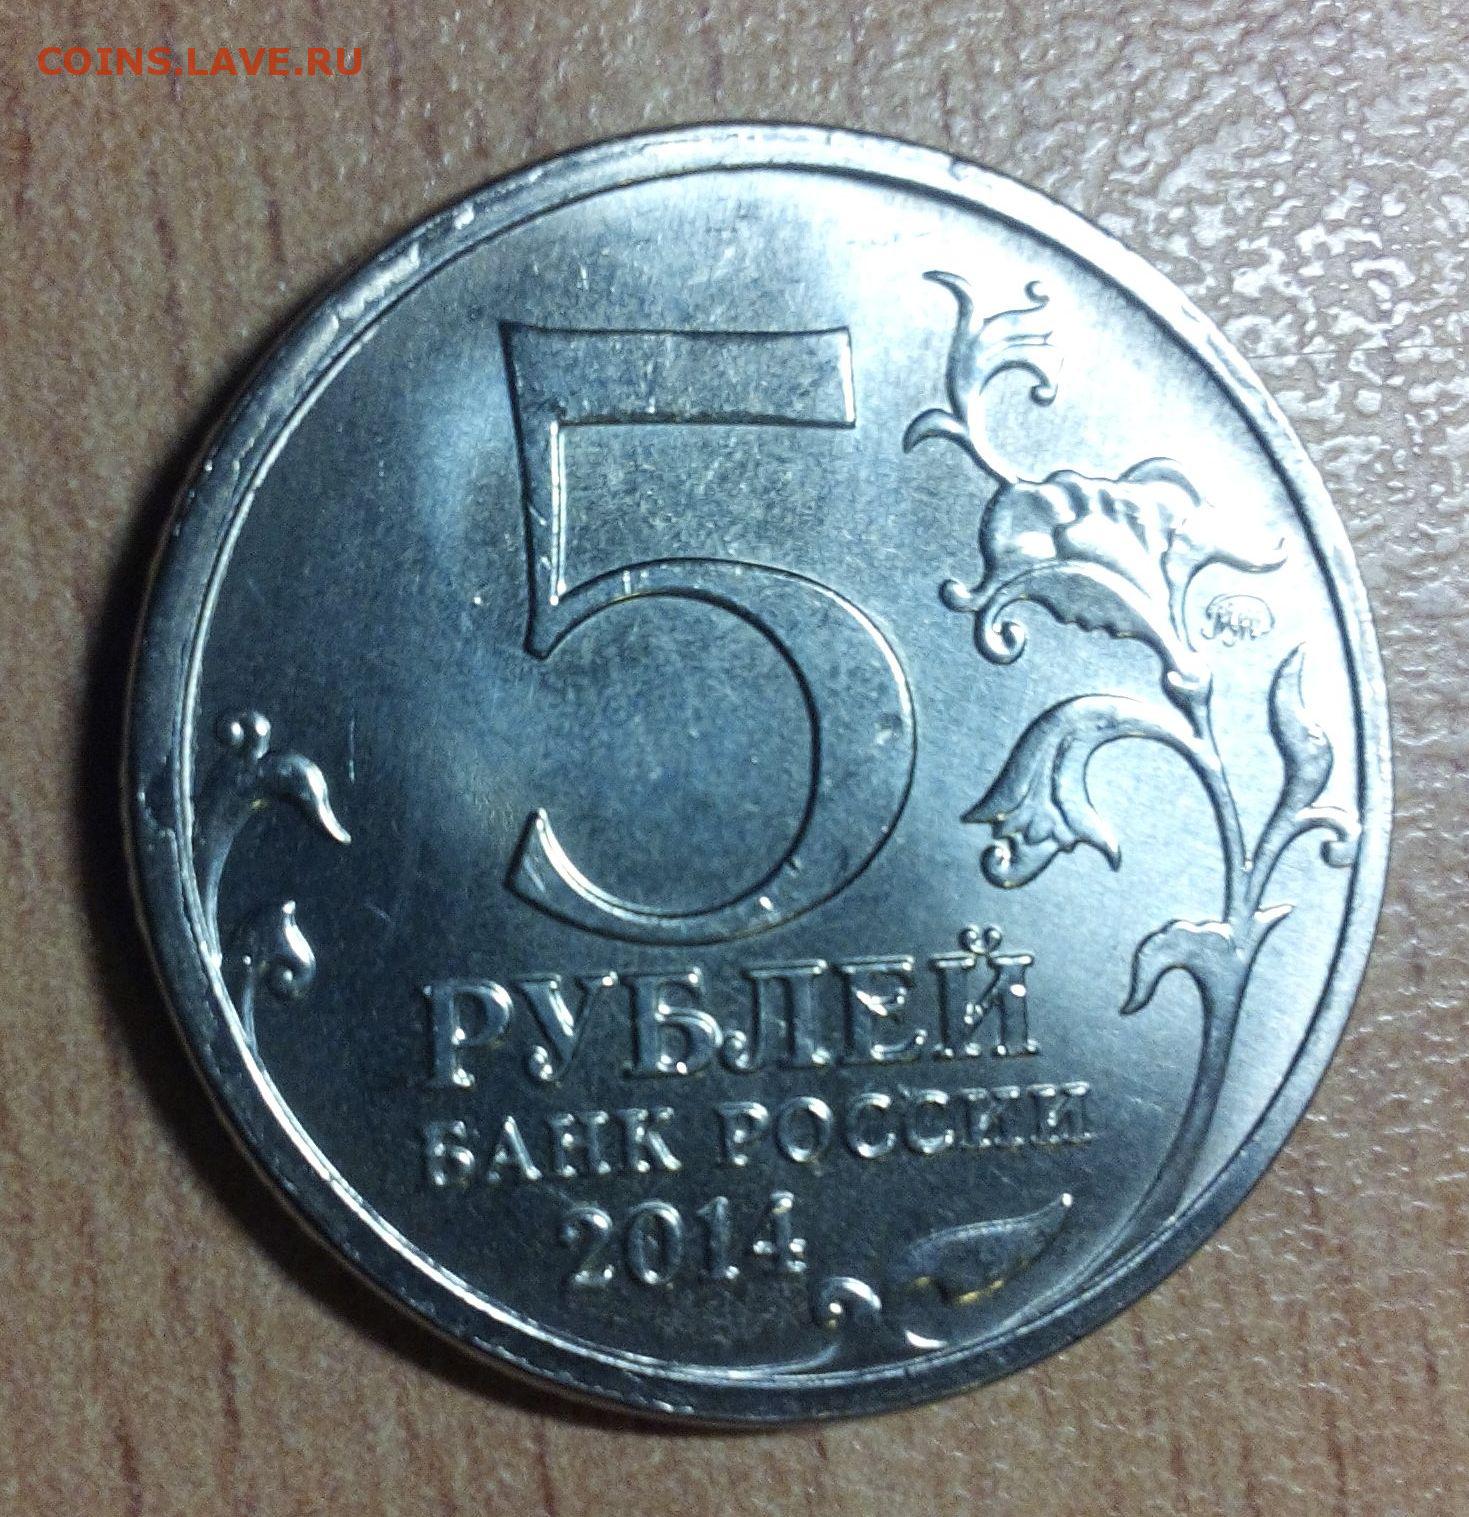 COINS.LAVE.RU
5
РУБЛЕЙ
БАНК РОССИИ
2014